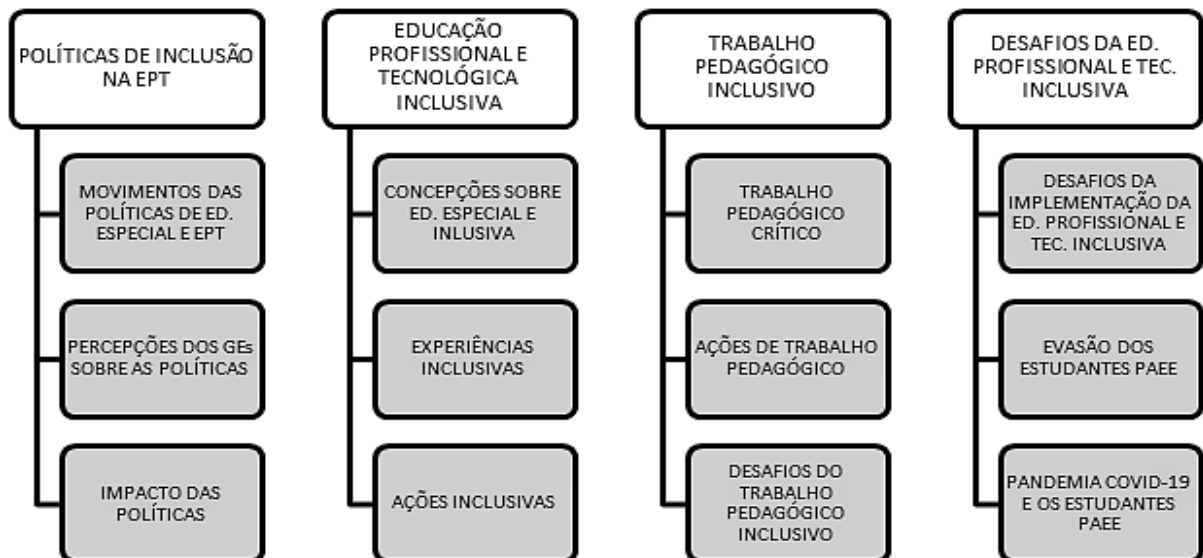 POLÍTICAS DE INCLUSÃO
NA EPT
MOVIMENTOS DAS
POLÍTICAS DE ED.
ESPECIAL E EPT
PERCEPÇÕES DOS GEs
SOBRE AS POLÍTICAS
IMPACTO DAS
POLÍTICAS
EDUCAÇÃO
PROFISSIONAL E
TECNOLÓGICA
INCLUSIVA
CONCEPÇÕES SOBRE
ED. ESPECIAL E
INLUSIVA
EXPERIÊNCIAS
INCLUSIVAS
AÇÕES INCLUSIVAS
TRABALHO
PEDAGÓGICO
INCLUSIVO
TRABALHO
PEDAGÓGICO
CRÍTICO
AÇÕES DE TRABALHO
PEDAGÓGICO
DESAFIOS DO
TRABALHO
PEDAGÓGICO
INCLUSIVO
DESAFIOS DA ED.
PROFISSIONAL E TEC.
INCLUSIVA
DESAFIOS DA
IMPLEMENTAÇÃO DA
ED. PROFISSIONAL E
TEC. INCLUSIVA
EVASÃO DOS
ESTUDANTES PAEE
PANDEMIA COVID-19
E OS ESTUDANTES
PAEE